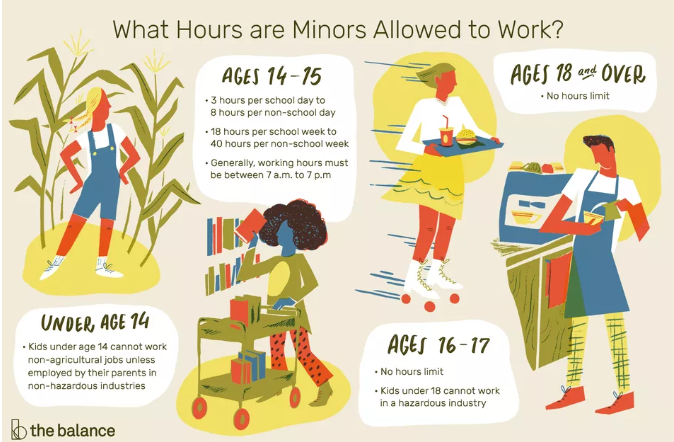 What Hours are Minors Allowed to Work?
AGES 14-15
• 3 hours per school day to
8 hours per non-school day
• 18 hours per school week to
40 hours per non-school week
• Generally, working hours must
be between 7 a.m. to 7 p.m
AGES 18 and OVER
• No hours limit
UNDER AGE 14
• Kids under age 14 cannot work
non-agricultural jobs unless
employed by their parents in
non-hazardous industries
AGES 16-17
• No hours limit
• Kids under 18 cannot work
in a hazardous industry
the balance